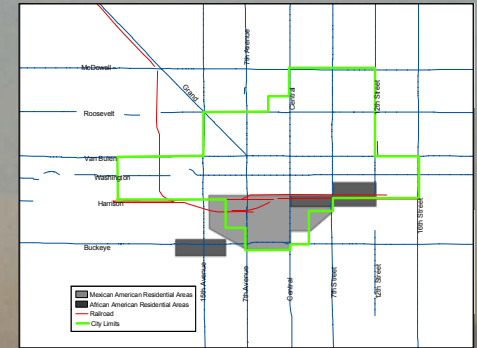 McDowell
Grand
7th Avenue
Central
12th Street
Roosevelt
Van Buren
Washington
Harrison
16th Street
Buckeye
15th Avenue
7th Avenue
Central
7th Street
12th. Street
Mexican American Residential Areas
African American Residential Areas
Railroad
City Limits